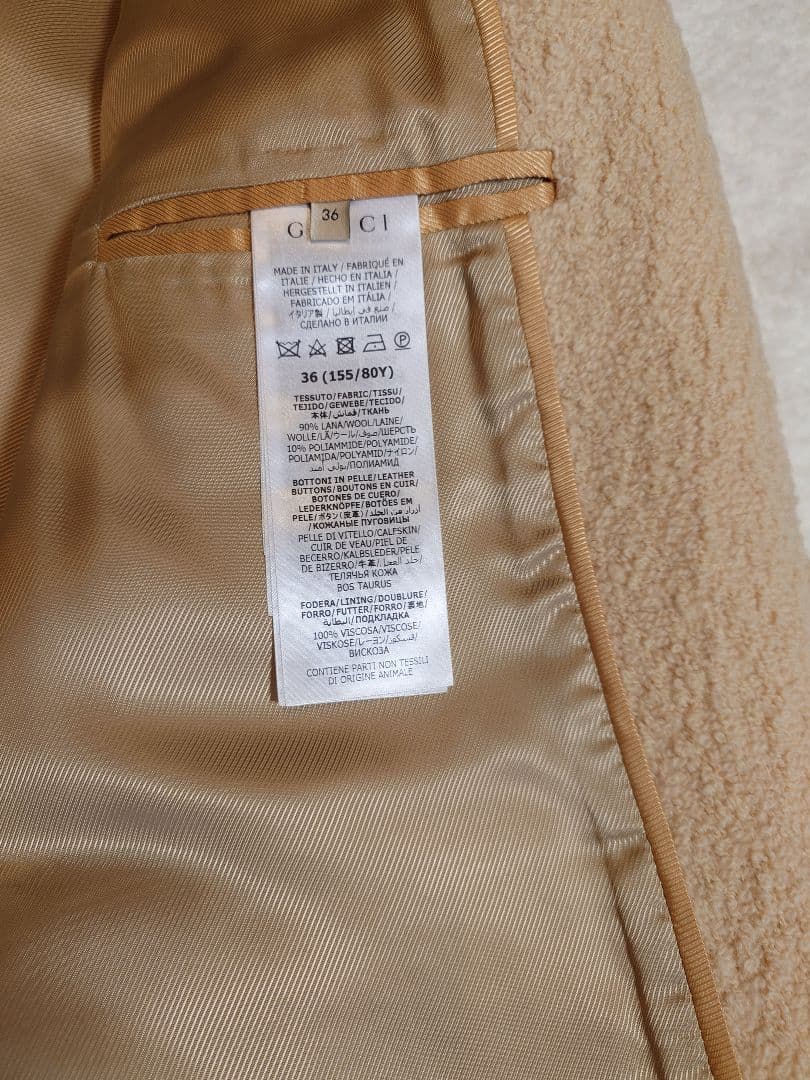 36
G CI
MADE IN ITALY / FABRIQUÉ EN
ITALIE / HECHO EN ITALIA /
HERGESTELLT IN ITALIEN /
FABRICADO EM ITÁLIA /
イタリア製 / صنع في إيطاليا /
СДЕЛАНО В ИТАЛИИ
P
36 (155/80Y)
TESSUTO/FABRIC/TISSU/
TEJIDO/GEWEBE/TECIDO/
本体/قماش/ТКАНЬ
90% LANA/WOOL/LAINE/
WOLLE/LÃ/ウール/صوف/ШЕРСТЬ
10% POLIAMMIDE/POLYAMIDE/
POLIAMIDA/POLYAMID/ナイロン/
بولي أميد/ПОЛИАМИД
BOTTONI IN PELLE/LEATHER
BUTTONS/BOUTONS EN CUIR/
BOTONES DE CUERO/
LEDERKNÖPFE/BOTÕES EM
PELE/ボタン(皮革)/أزرار من الجلد
/КОЖАНЫЕ ПУГОВИЦЫ
PELLE DI VITELLO/CALFSKIN/
CUIR DE VEAU/PIEL DE
BECERRO/KALBSLEDER/PELE
DE BIZERRO/牛革/جلد العجل/
ТЕЛЯЧЬЯ КОЖА
BOS TAURUS
FODERA/LINING/DOUBLURE/
FORRO/FUTTER/FORRO/裏地/
البطانة/ПОДКЛАДКА
100% VISCOSA/VISCOSE/
VISKOSE/レーヨン/فسكوز/
ВИСКОЗА
CONTIENE PARTI NON TESSILI
DI ORIGINE ANIMALE